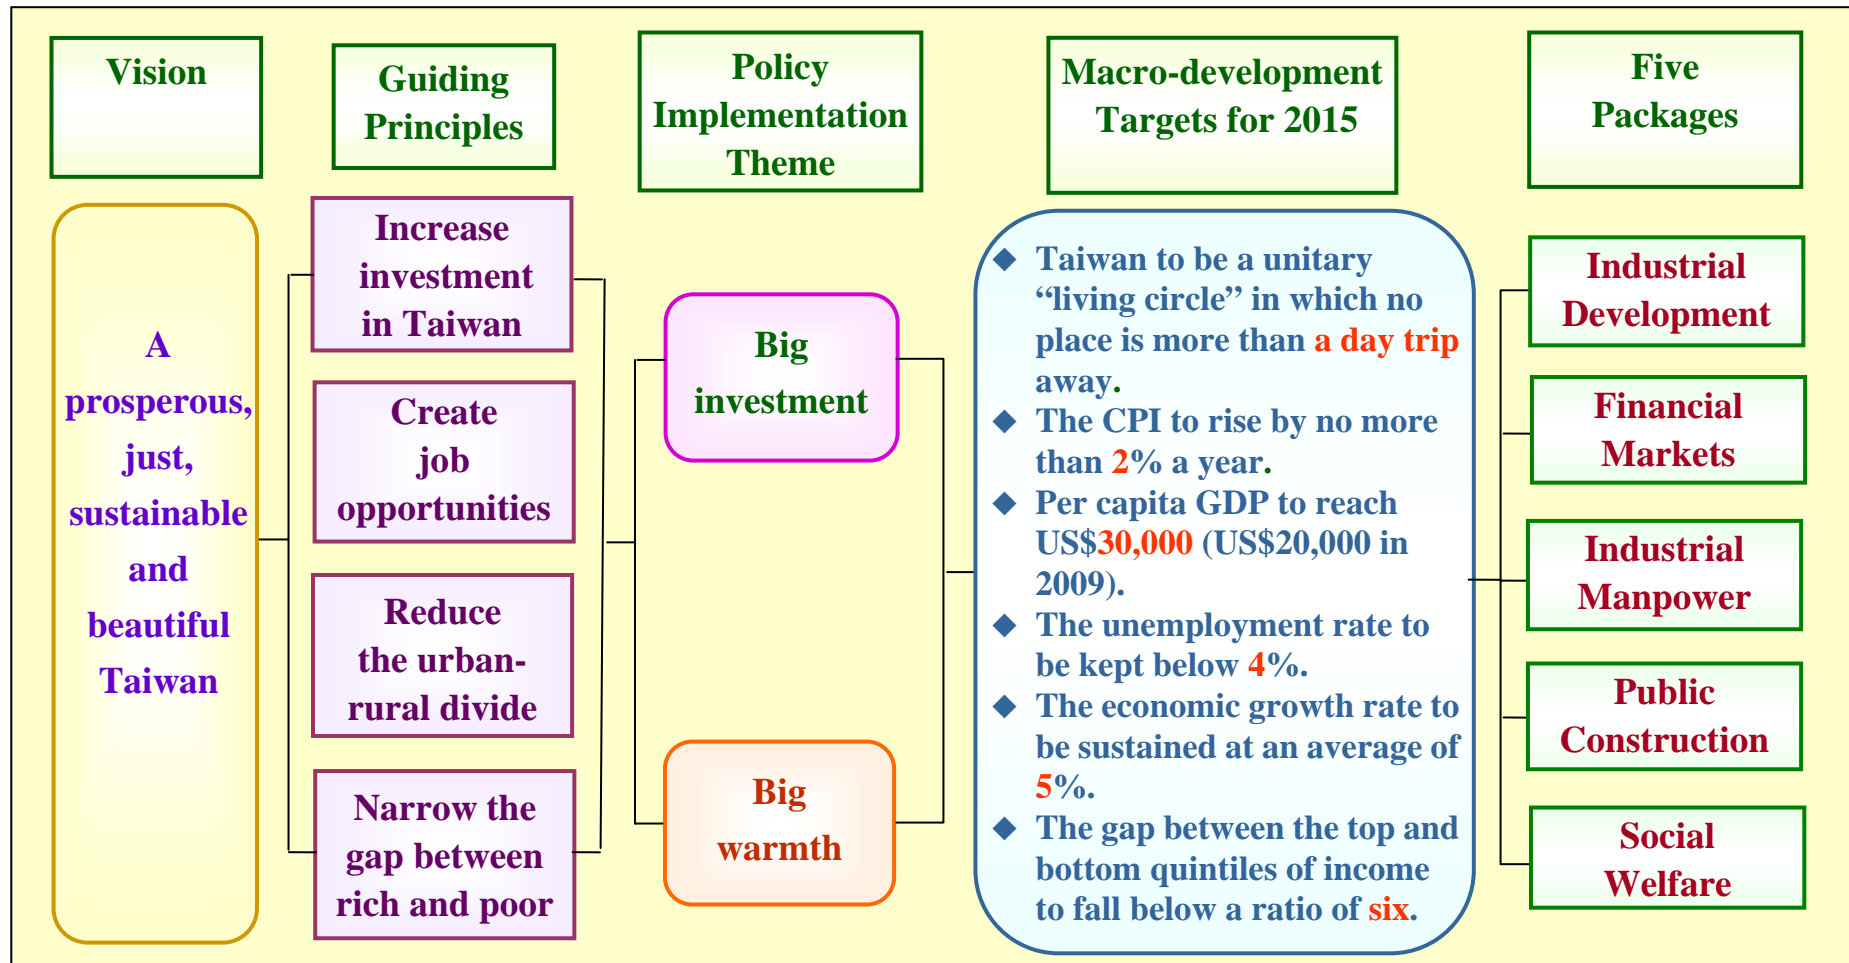 Vision
Guiding
Principles
Policy
Implementation
Theme
Macro-development
Targets for 2015
Five
Packages
A
prosperous,
just,
sustainable
and
beautiful
Taiwan
Increase
investment
in Taiwan
Create
job
opportunities
Reduce
the urban-
rural divide
Narrow the
gap between
rich and poor
Big
investment
Big
warmth
◆ Taiwan to be a unitary
“living circle” in which no
place is more than a day trip
away.
◆ The CPI to rise by no more
than 2% a year.
◆ Per capita GDP to reach
US$30,000 (US$20,000 in
2009).
◆ The unemployment rate to
be kept below 4%.
◆ The economic growth rate to
be sustained at an average of
5%.
◆ The gap between the top and
bottom quintiles of income
to fall below a ratio of six.
Industrial
Development
Financial
Markets
Industrial
Manpower
Public
Construction
Social
Welfare